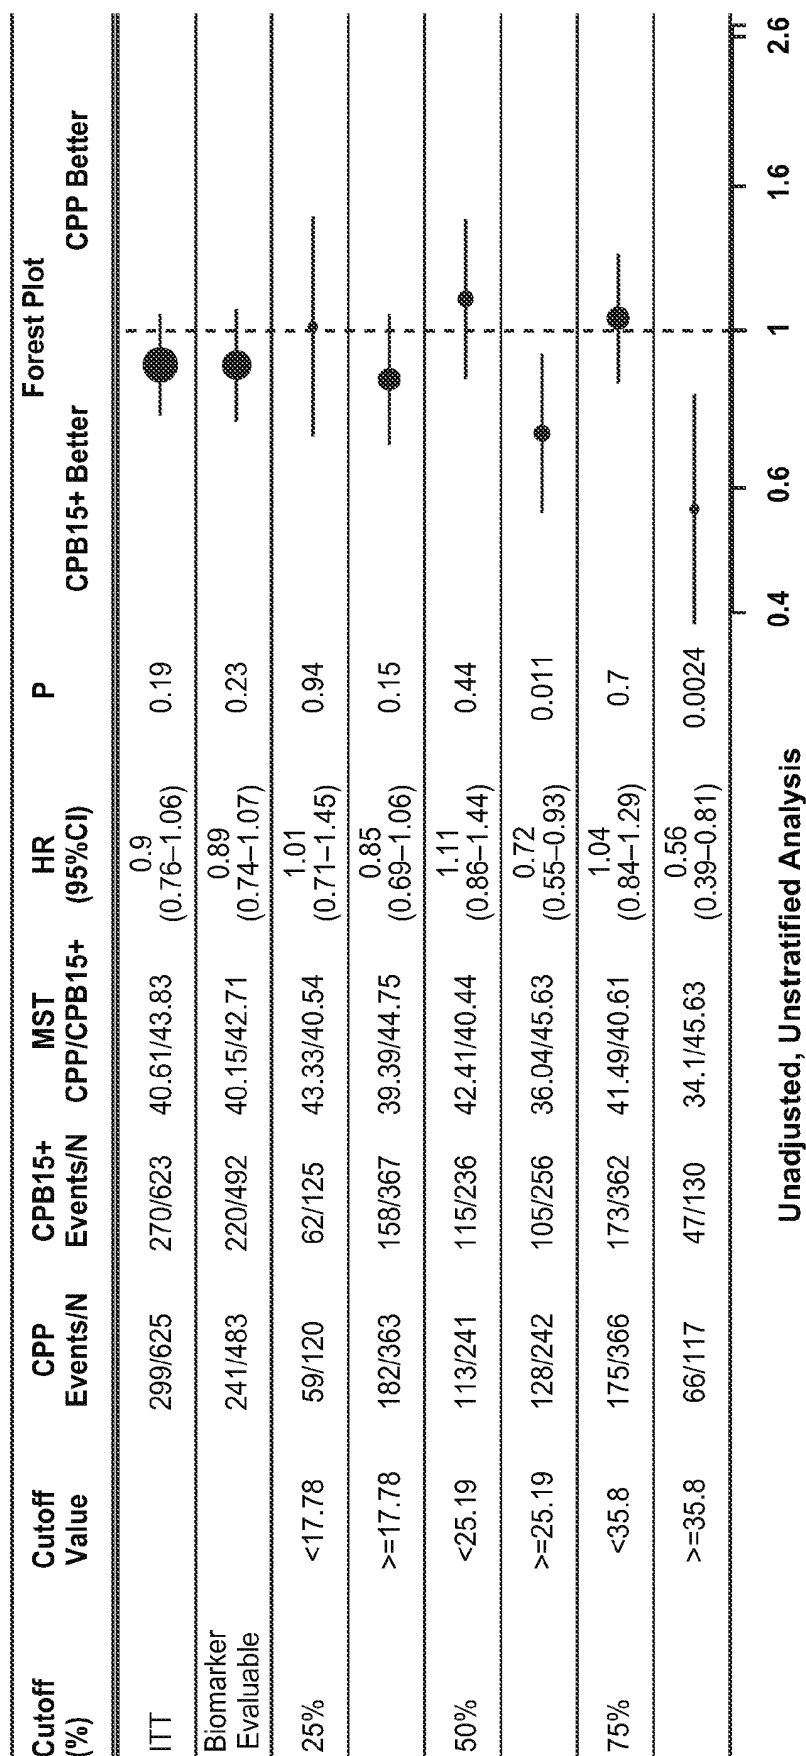 Forest Plot
Cutoff (%) Cutoff Value CPP Events/N CPB15+ Events/N MST CPP/CPB15+ HR (95%CI) P CPB15+ Better CPP Better
ITT 299/625 270/623 40.61/43.83 0.9 (0.76–1.06) 0.19
Biomarker Evaluable 241/483 220/492 40.15/42.71 0.89 (0.74–1.07) 0.23
25% <17.78 59/120 62/125 43.33/40.54 1.01 (0.71–1.45) 0.94
>=17.78 182/363 158/367 39.39/44.75 0.85 (0.69–1.06) 0.15
50% <25.19 113/241 115/236 42.41/40.44 1.11 (0.86–1.44) 0.44
>=25.19 128/242 105/256 36.04/45.63 0.72 (0.55–0.93) 0.011
75% <35.8 175/366 173/362 41.49/40.61 1.04 (0.84–1.29) 0.7
>=35.8 66/117 47/130 34.1/45.63 0.56 (0.39–0.81) 0.0024
0.4 0.6 1 1.6 2.6
Unadjusted, Unstratified Analysis